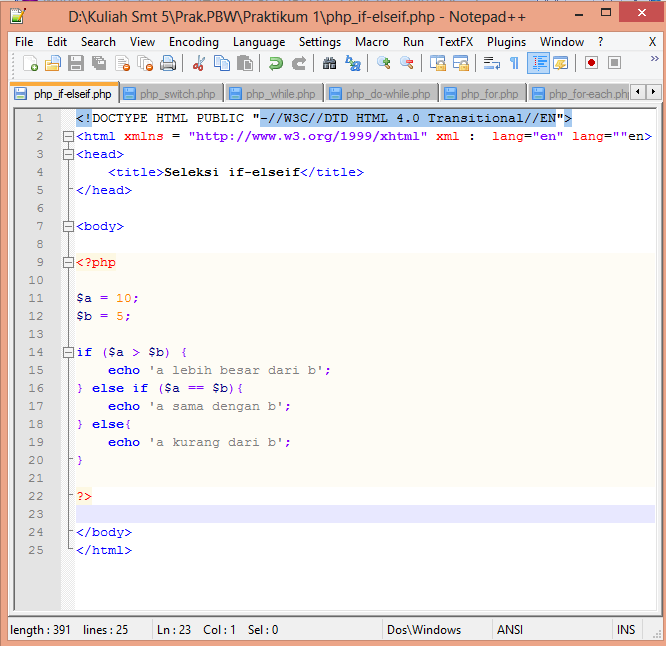 D:\Kuliah Smt 5\Prak.PBW\Praktikum 1\php_if-elseif.php - Notepad++
File Edit Search View Encoding Language Settings Macro Run TextFX Plugins Window ? X
php_if-elseif.php php_switch.php php_while.php php_do-while.php php_for.php php_for-each.ph
1 <!DOCTYPE HTML PUBLIC "-//W3C//DTD HTML 4.0 Transitional//EN">
2 <html xmlns = "http://www.w3.org/1999/xhtml" xml :  lang="en" lang=""en>
3 <head>
4     <title>Seleksi if-elseif</title>
5 </head>
6
7 <body>
8
9 <?php
10
11 $a = 10;
12 $b = 5;
13
14 if ($a > $b) {
15     echo 'a lebih besar dari b';
16 } else if ($a == $b){
17     echo 'a sama dengan b';
18 } else{
19     echo 'a kurang dari b';
20 }
21
22 ?>
23
24 </body>
25 </html>
length : 391 lines : 25 Ln : 23 Col : 1 Sel : 0 Dos\Windows ANSI INS